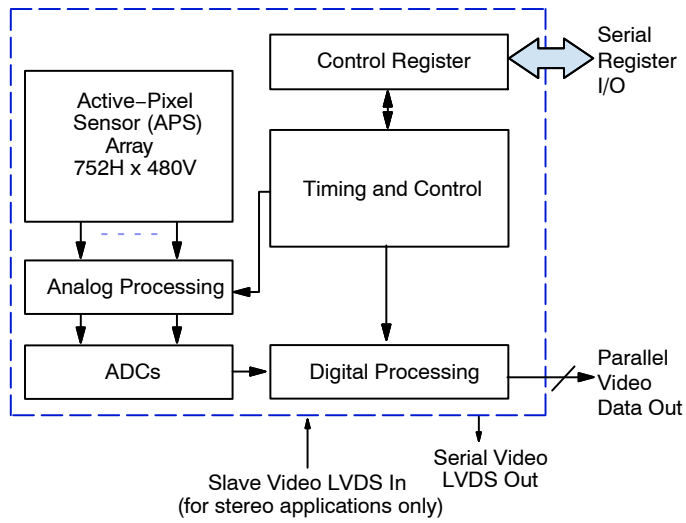 Control Register
Serial
Register
I/O
Active−Pixel
Sensor (APS)
Array
752H x 480V
Timing and Control
Analog Processing
ADCs
Digital Processing
Parallel
Video
Data Out
Slave Video LVDS In
(for stereo applications only)
Serial Video
LVDS Out